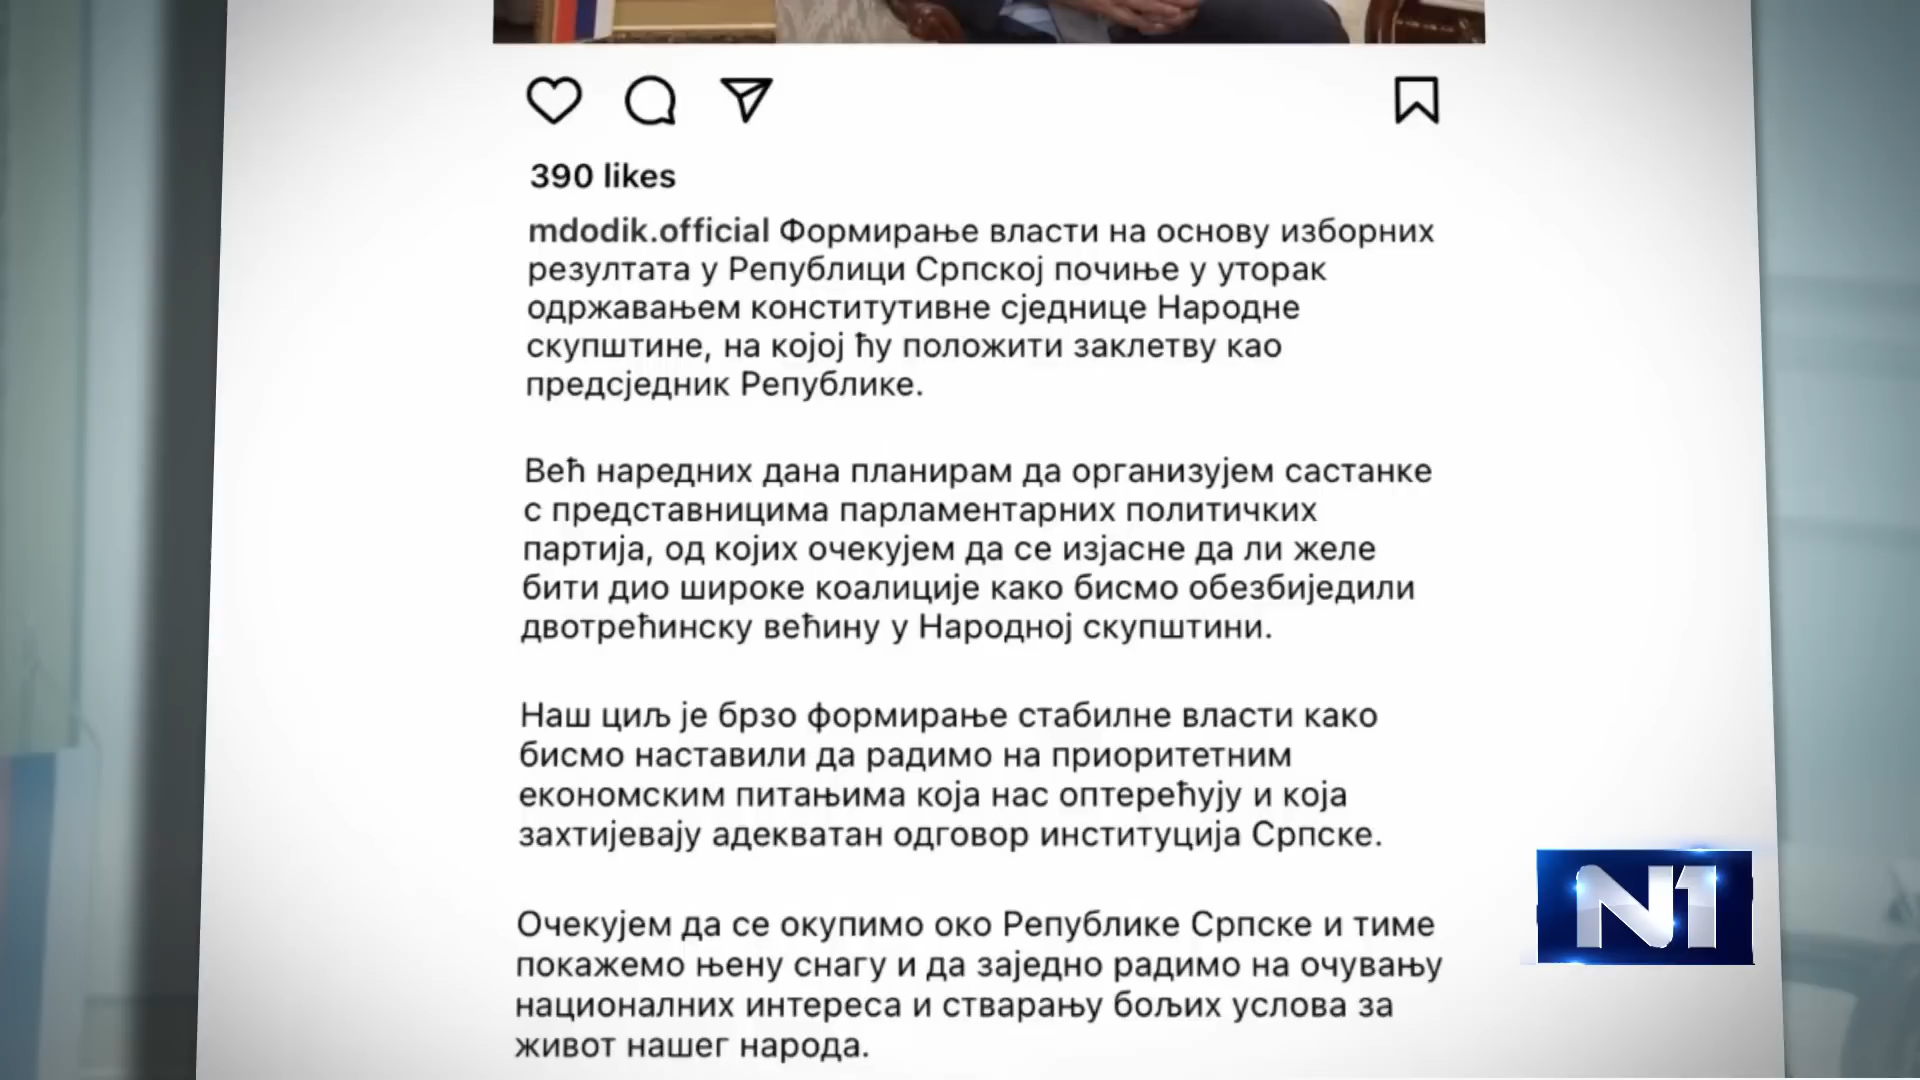 390 likes
mdodik.official Формирање власти на основу изборних
резултата у Републици Српској почиње у уторак
одржавањем конститутивне сједнице Народне
скупштине, на којој ћу положити заклетву као
предсједник Републике.
Већ наредних дана планирам да организујем састанке
с представницима парламентарних политичких
партија, од којих очекујем да се изјасне да ли желе
бити дио широке коалиције како бисмо обезбиједили
двотрећинску већину у Народној скупштини.
Наш циљ је брзо формирање стабилне власти како
бисмо наставили да радимо на приоритетним
економским питањима која нас оптерећују и која
захтијевају адекватан одговор институција Српске.
Очекујем да се окупимо око Републике Српске и тиме
покажемо њену снагу и да заједно радимо на очувању
националних интереса и стварању бољих услова за
живот нашег народа.
N1